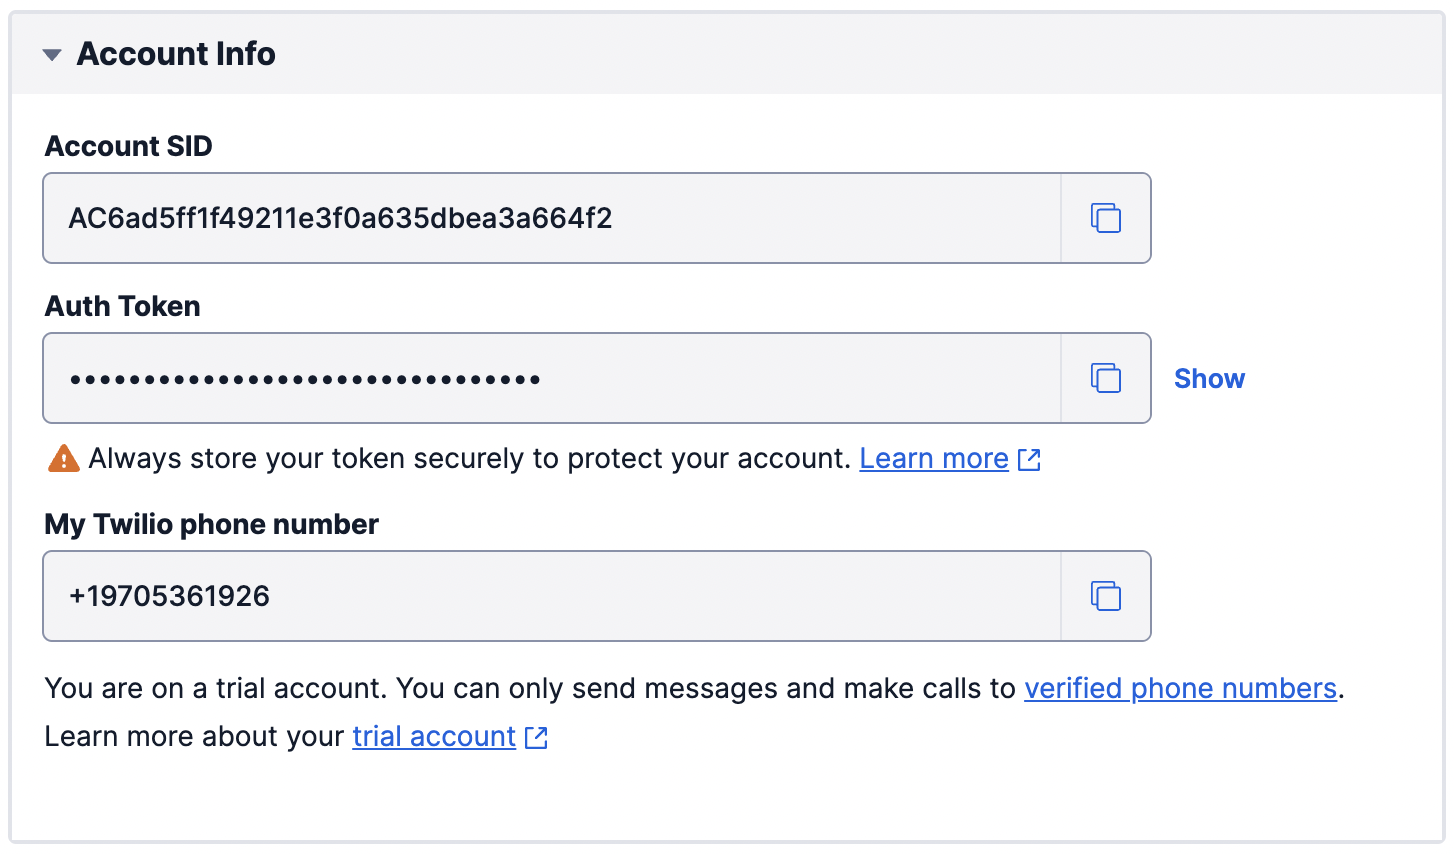 Account Info
Account SID
AC6ad5ff1f49211e3f0a635dbea3a664f2
Auth Token
••••••••••••••••••••••••••••••••
Show
Always store your token securely to protect your account. Learn more
My Twilio phone number
+19705361926
You are on a trial account. You can only send messages and make calls to verified phone numbers.
Learn more about your trial account